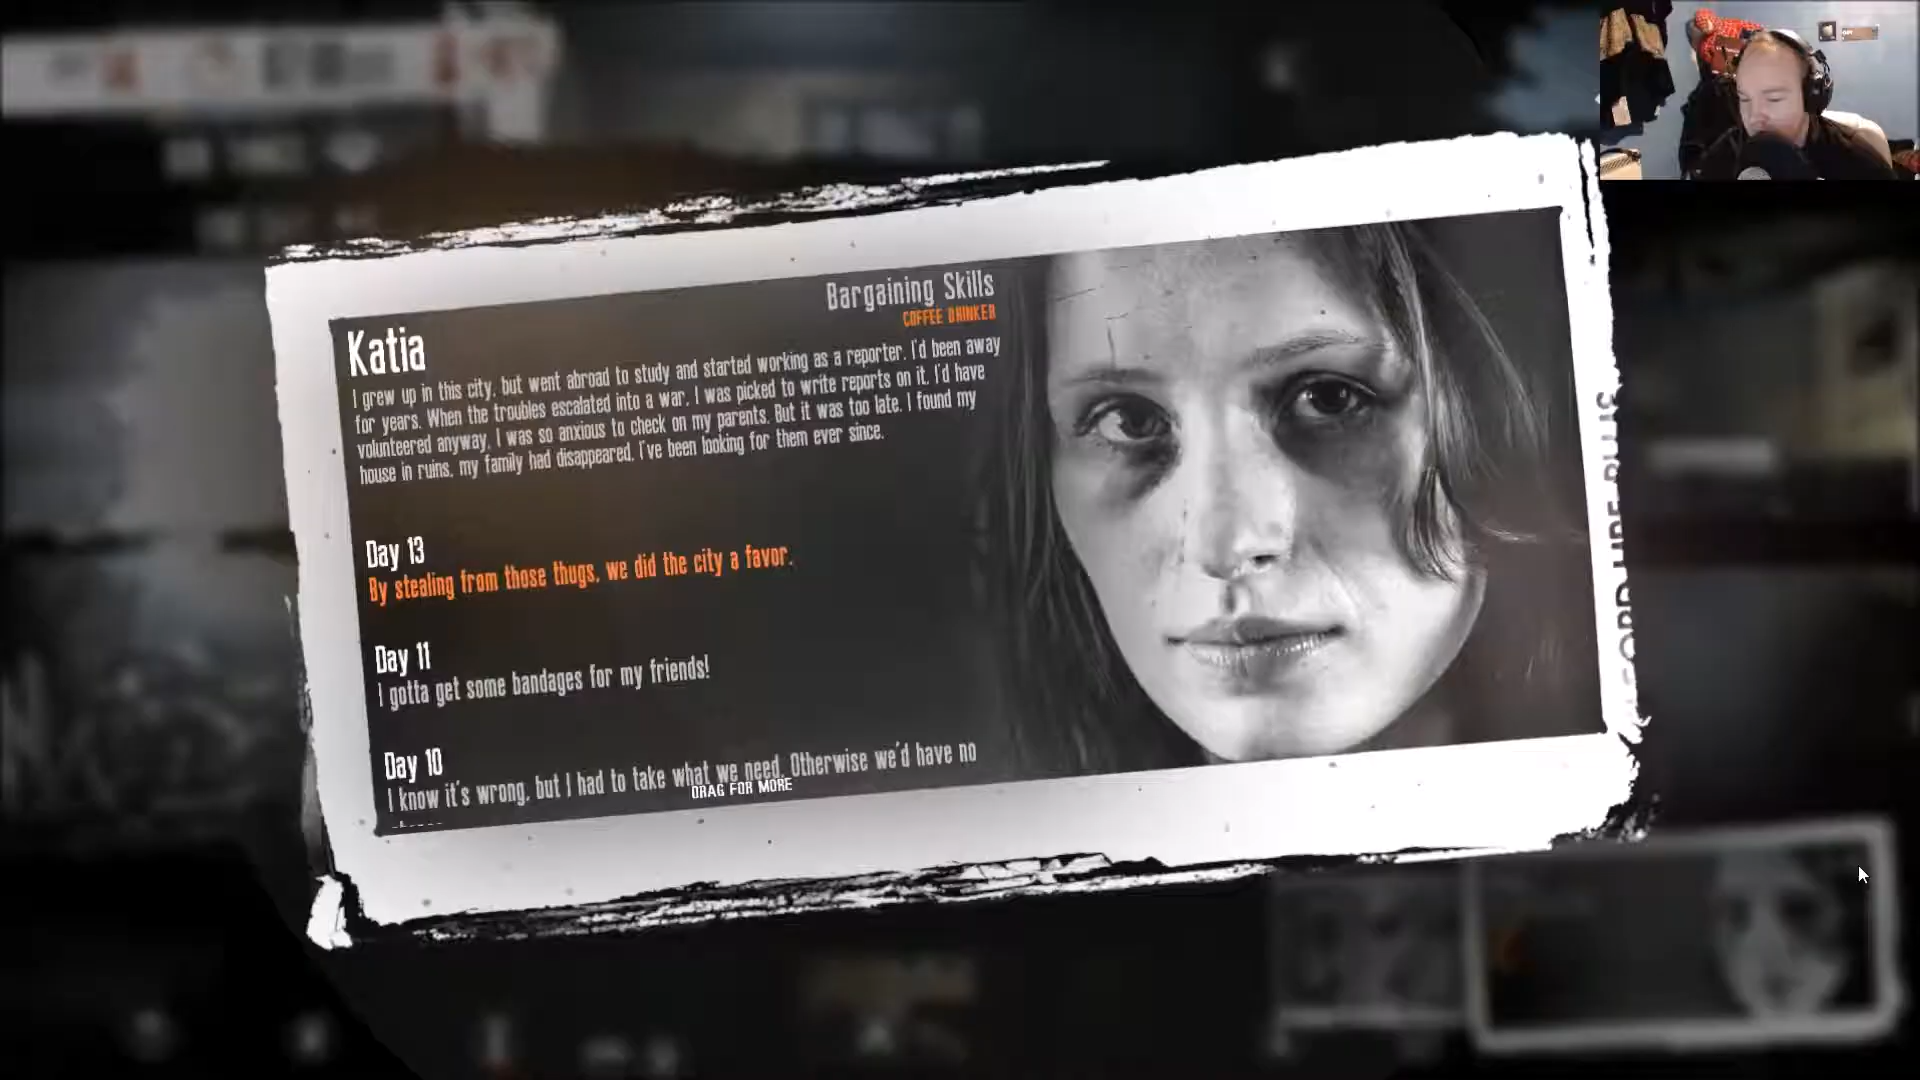 Bargaining Skills
COFFEE DRINKER
Katia
I grew up in this city, but went abroad to study and started working as a reporter. I'd been away
for years. When the troubles escalated into a war, I was picked to write reports on it. I'd have
volunteered anyway, I was so anxious to check on my parents. But it was too late. I found my
house in ruins, my family had disappeared. I've been looking for them ever since.
Day 13
By stealing from those thugs, we did the city a favor.
Day 11
I gotta get some bandages for my friends!
Day 10
I know it's wrong, but I had to take what we need. Otherwise we'd have no
DRAG FOR MORE